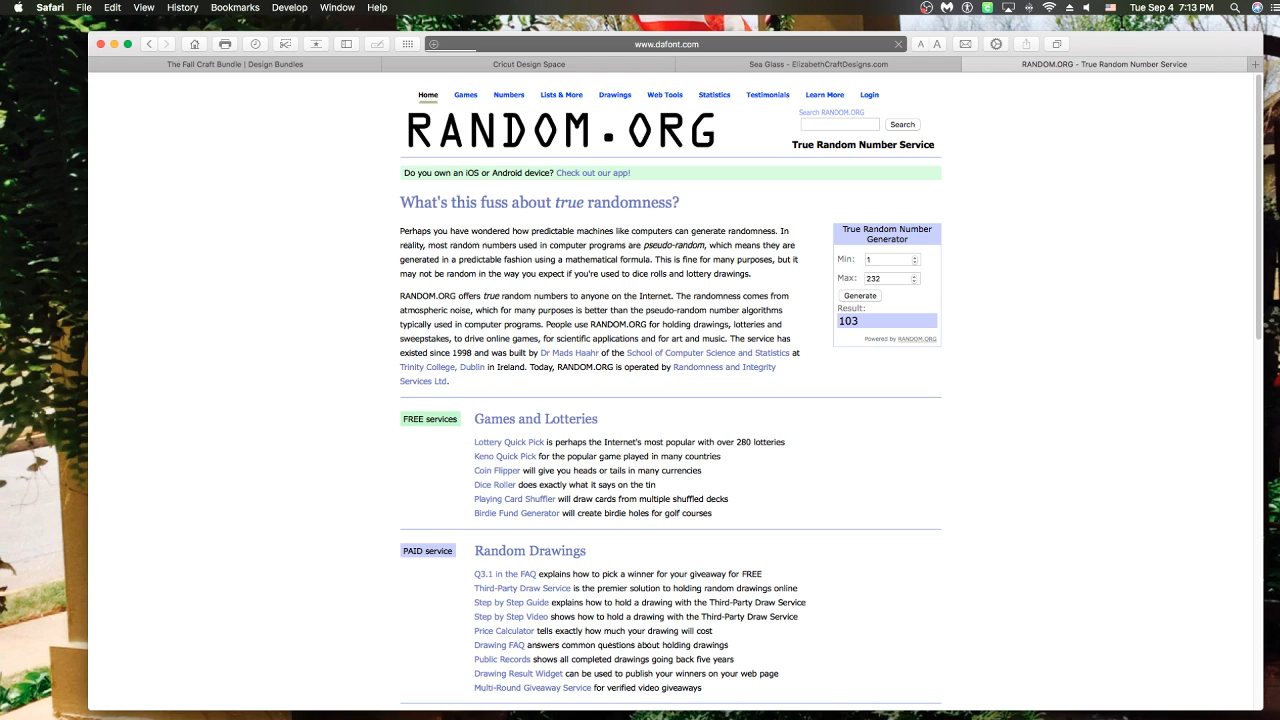 100% Fri Sep 4 7:13 PM
www.dafont.com
A A
The Fall Craft Bundle | Design Bundles
Cricut Design Space
Sea Glass - ElizabethCraftDesigns.com
RANDOM.ORG - True Random Number Service
Home Games Numbers Lists & More Drawings Web Tools Statistics Testimonials Learn More Login
Search RANDOM.ORG
Search
RANDOM.ORG
True Random Number Service
Do you own an iOS or Android device? Check out our app!
What's this fuss about true randomness?
Perhaps you have wondered how predictable machines like computers can generate randomness. In
reality, most random numbers used in computer programs are pseudo-random, which means they are
generated in a predictable fashion using a mathematical formula. This is fine for many purposes, but it
may not be random in the way you expect if you're used to dice rolls and lottery drawings.
RANDOM.ORG offers true random numbers to anyone on the Internet. The randomness comes from
atmospheric noise, which for many purposes is better than the pseudo-random number algorithms
typically used in computer programs. People use RANDOM.ORG for holding drawings, lotteries and
sweepstakes, to drive online games, for scientific applications and for art and music. The service has
existed since 1998 and was built by Dr Mads Haahr of the School of Computer Science and Statistics at
Trinity College, Dublin in Ireland. Today, RANDOM.ORG is operated by Randomness and Integrity
Services Ltd.
True Random Number
Generator
Min: 1
Max: 232
Generate
Result:
103
Powered by RANDOM.ORG
FREE services
Games and Lotteries
Lottery Quick Pick is perhaps the Internet's most popular with over 280 lotteries
Keno Quick Pick for the popular game played in many countries
Coin Flipper will give you heads or tails in many currencies
Dice Roller does exactly what it says on the tin
Playing Card Shuffler will draw cards from multiple shuffled decks
Birdie Fund Generator will create birdie holes for golf courses
PAID service
Random Drawings
Q3.1 in the FAQ explains how to pick a winner for your giveaway for FREE
Third-Party Draw Service is the premier solution to holding random drawings online
Step by Step Guide explains how to hold a drawing with the Third-Party Draw Service
Step by Step Video shows how to hold a drawing with the Third-Party Draw Service
Price Calculator tells exactly how much your drawing will cost
Drawing FAQ answers common questions about holding drawings
Public Records shows all completed drawings going back five years
Drawing Result Widget can be used to publish your winners on your web page
Multi-Round Giveaway Service for verified video giveaways